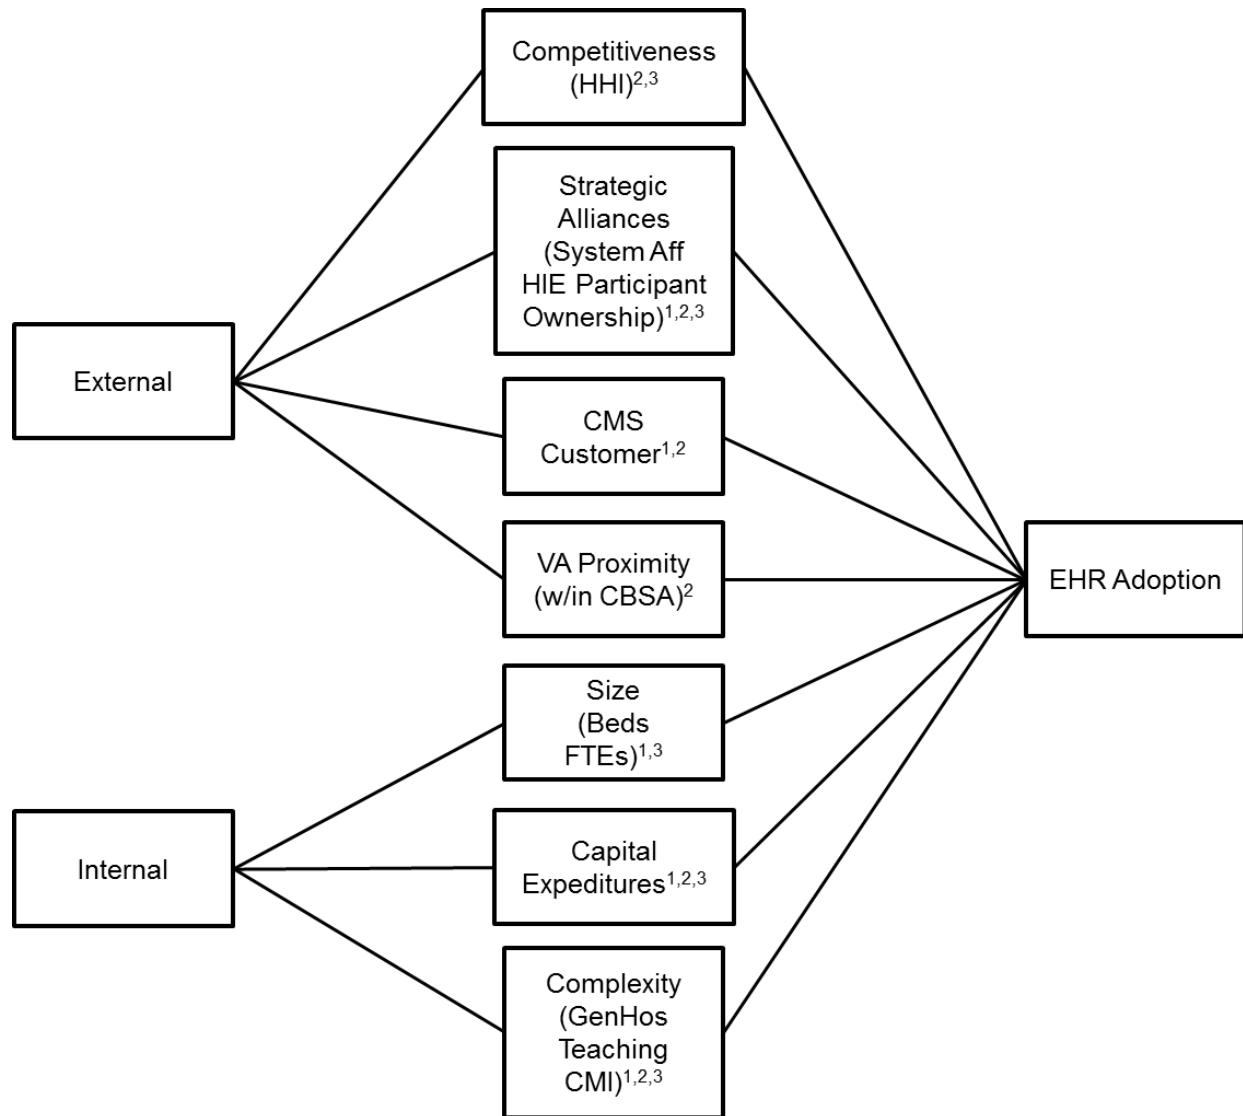 Competitiveness
(HHI)2,3
Strategic
Alliances
(System Aff
HIE Participant
Ownership)1,2,3
External
CMS
Customer1,2
VA Proximity
(w/in CBSA)2
EHR Adoption
Size
(Beds
FTEs)1,3
Internal
Capital
Expeditures1,2,3
Complexity
(GenHos
Teaching
CMI)1,2,3